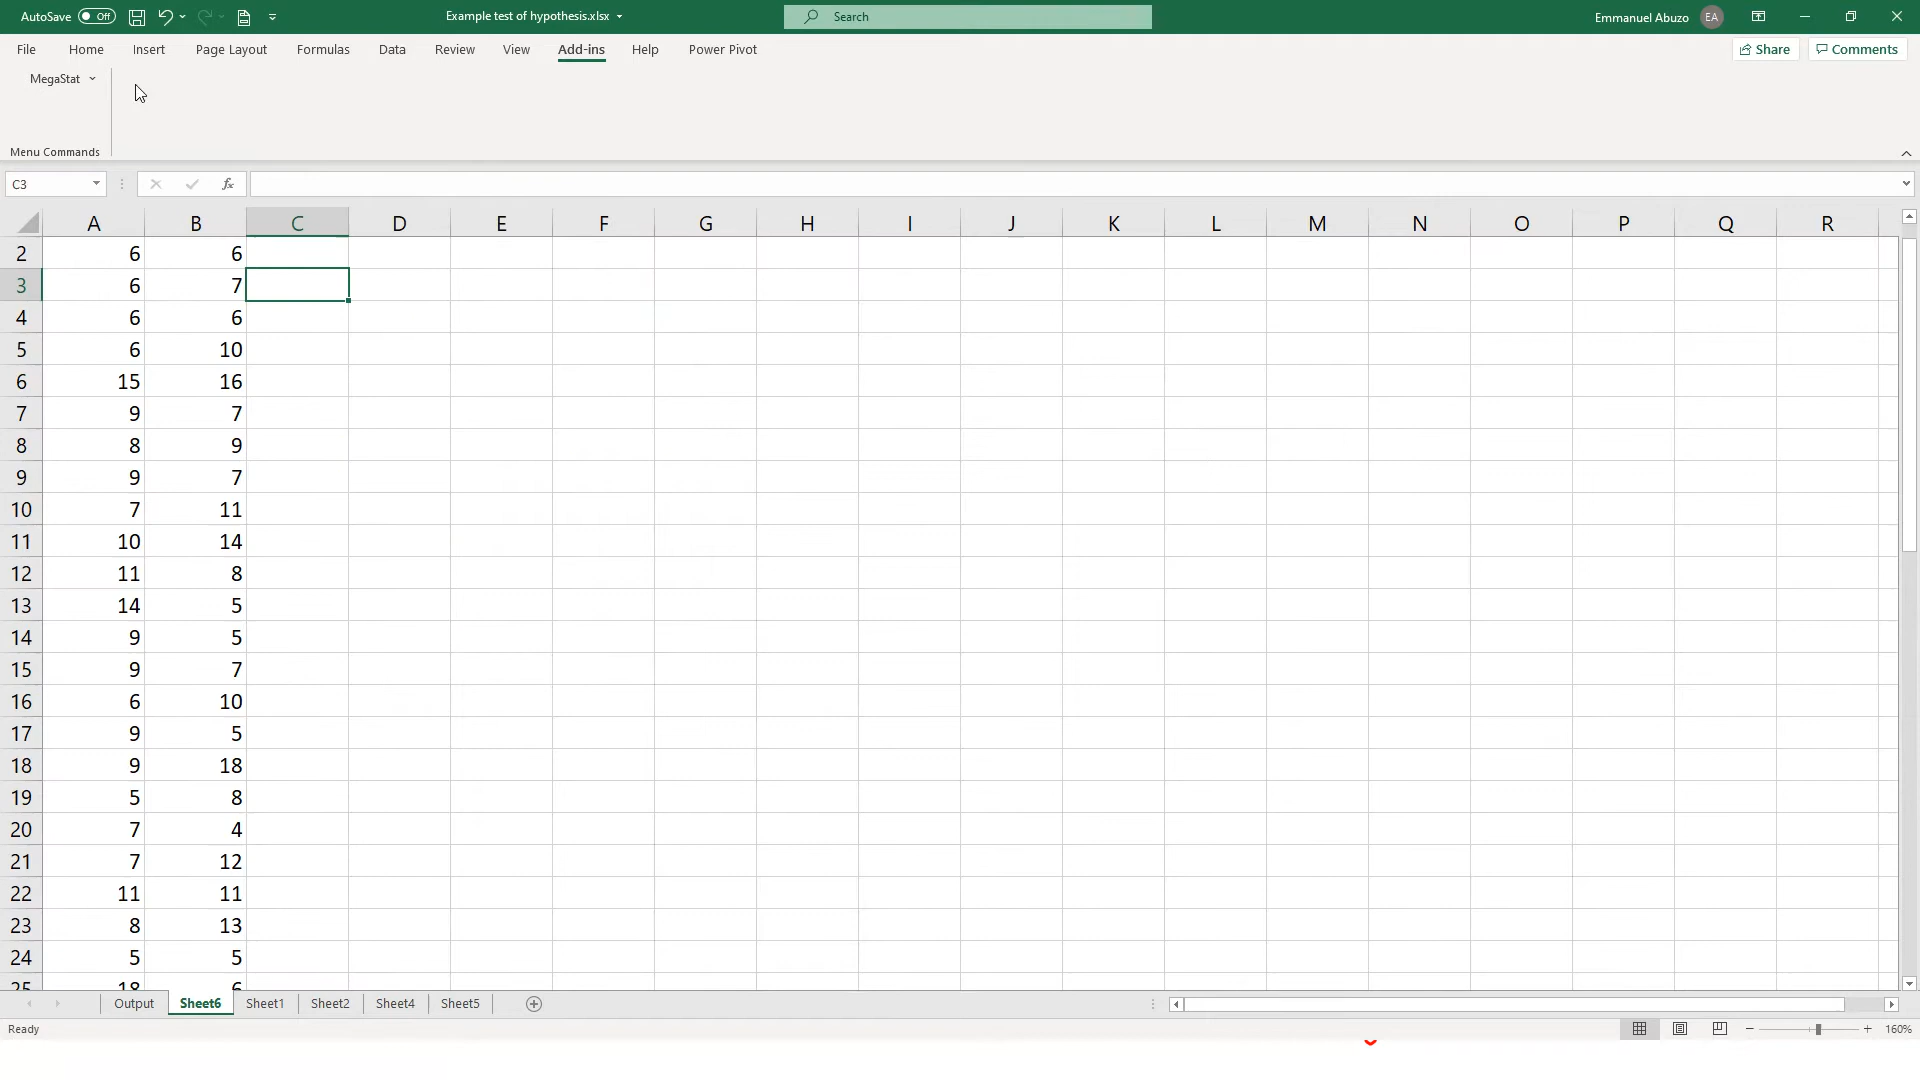 AutoSave Off Example test of hypothesis.xlsx Search Emmanuel Abuzo EA
File Home Insert Page Layout Formulas Data Review View Add-ins Help Power Pivot Share Comments
MegaStat
Menu Commands
C3 fx
A B C D E F G H I J K L M N O P Q R
2 6 6
3 6 7
4 6 6
5 6 10
6 15 16
7 9 7
8 8 9
9 9 7
10 7 11
11 10 14
12 11 8
13 14 5
14 9 5
15 9 7
16 6 10
17 9 5
18 9 18
19 5 8
20 7 4
21 7 12
22 11 11
23 8 13
24 5 5
25 18 6
Output Sheet6 Sheet1 Sheet2 Sheet4 Sheet5
Ready 160%